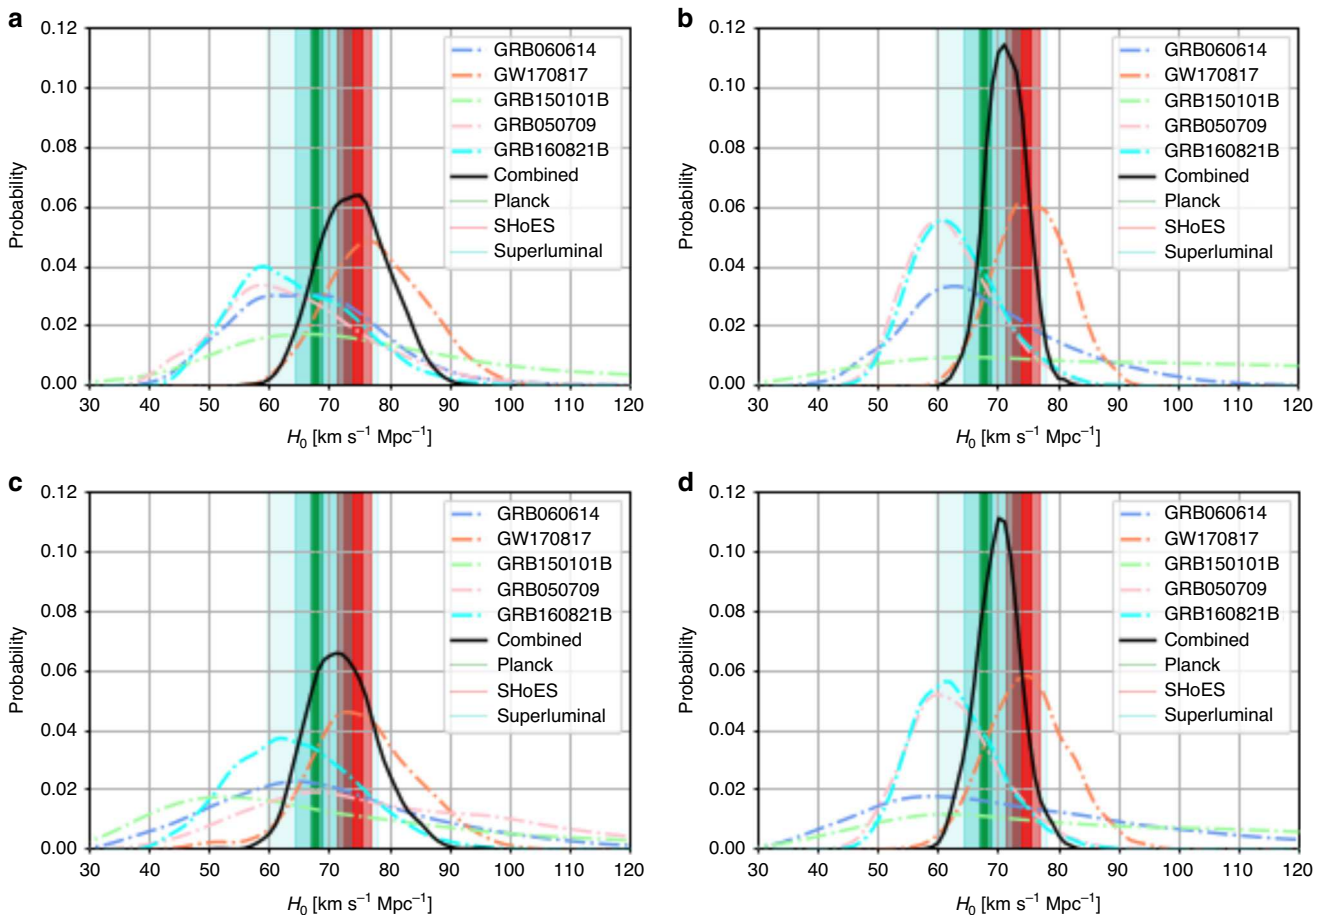 a
0.12
0.10
0.08
0.06
0.04
0.02
0.00
Probability
30 40 50 60 70 80 90 100 110 120
H₀ [km s⁻¹ Mpc⁻¹]
GRB060614
GW170817
GRB150101B
GRB050709
GRB160821B
Combined
Planck
SHoES
Superluminal
b
0.12
0.10
0.08
0.06
0.04
0.02
0.00
Probability
30 40 50 60 70 80 90 100 110 120
H₀ [km s⁻¹ Mpc⁻¹]
GRB060614
GW170817
GRB150101B
GRB050709
GRB160821B
Combined
Planck
SHoES
Superluminal
c
0.12
0.10
0.08
0.06
0.04
0.02
0.00
Probability
30 40 50 60 70 80 90 100 110 120
H₀ [km s⁻¹ Mpc⁻¹]
GRB060614
GW170817
GRB150101B
GRB050709
GRB160821B
Combined
Planck
SHoES
Superluminal
d
0.12
0.10
0.08
0.06
0.04
0.02
0.00
Probability
30 40 50 60 70 80 90 100 110 120
H₀ [km s⁻¹ Mpc⁻¹]
GRB060614
GW170817
GRB150101B
GRB050709
GRB160821B
Combined
Planck
SHoES
Superluminal